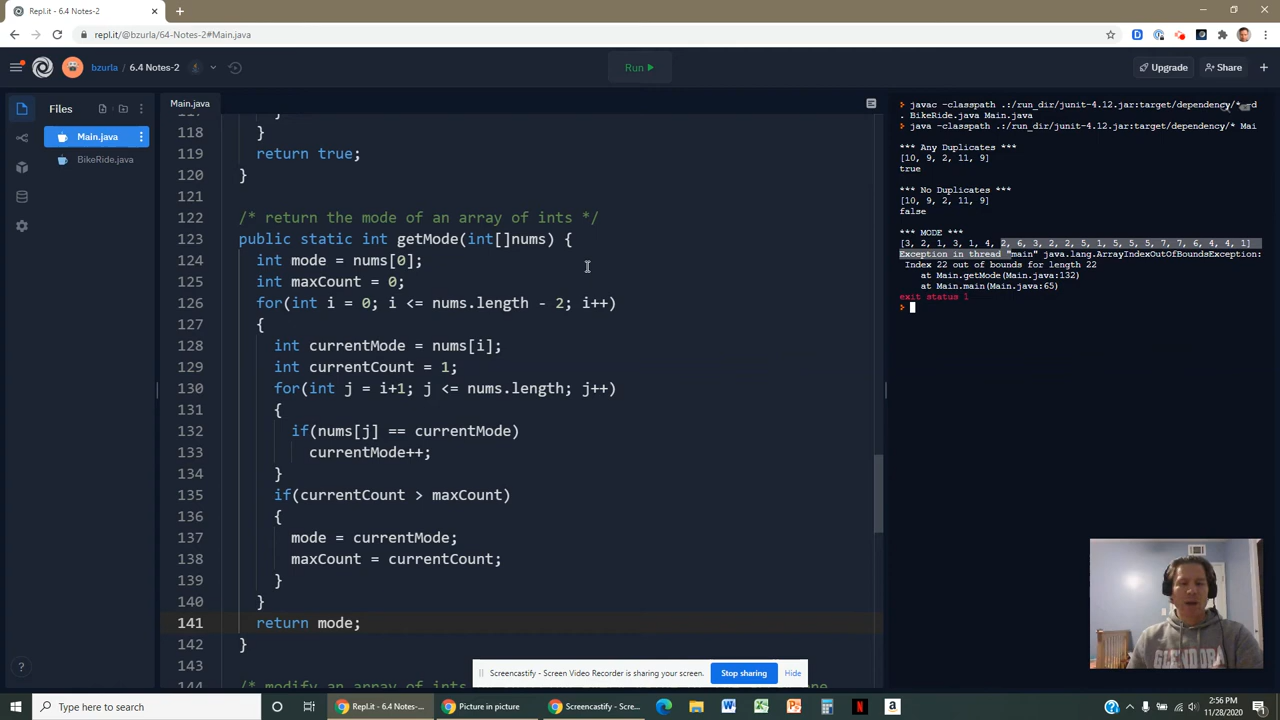 Repl.it - 6.4 Notes-2
repl.it/@bzurla/64-Notes-2#Main.java
bzurla / 6.4 Notes-2
Run
Upgrade
Share
Files
Main.java
BikeRide.java
Main.java
118 }
119 return true;
120 }
121
122 /* return the mode of an array of ints */
123 public static int getMode(int[]nums) {
124 int mode = nums[0];
125 int maxCount = 0;
126 for(int i = 0; i <= nums.length - 2; i++)
127 {
128 int currentMode = nums[i];
129 int currentCount = 1;
130 for(int j = i+1; j <= nums.length; j++)
131 {
132 if(nums[j] == currentMode)
133 currentMode++;
134 }
135 if(currentCount > maxCount)
136 {
137 mode = currentMode;
138 maxCount = currentCount;
139 }
140 }
141 return mode;
142 }
143
javac -classpath .:/run_dir/junit-4.12.jar:target/dependency/* -d
. BikeRide.java Main.java
java -classpath .:/run_dir/junit-4.12.jar:target/dependency/* Mai
*** Any Duplicates ***
[10, 9, 2, 11, 9]
true
*** No Duplicates ***
[10, 9, 2, 11, 9]
false
*** MODE ***
[3, 2, 1, 3, 1, 4, 2, 6, 3, 2, 2, 5, 1, 5, 5, 5, 7, 7, 6, 4, 4, 1]
Exception in thread "main" java.lang.ArrayIndexOutOfBoundsException:
Index 22 out of bounds for length 22
at Main.getMode(Main.java:132)
at Main.main(Main.java:65)
exit status 1
GLENDORA
Screencastify - Screen Video Recorder is sharing your screen.
Stop sharing
Hide
Type here to search
Repl.it - 6.4 Notes-...
Picture in picture
Screencastify - Scre...
2:56 PM
11/28/2020